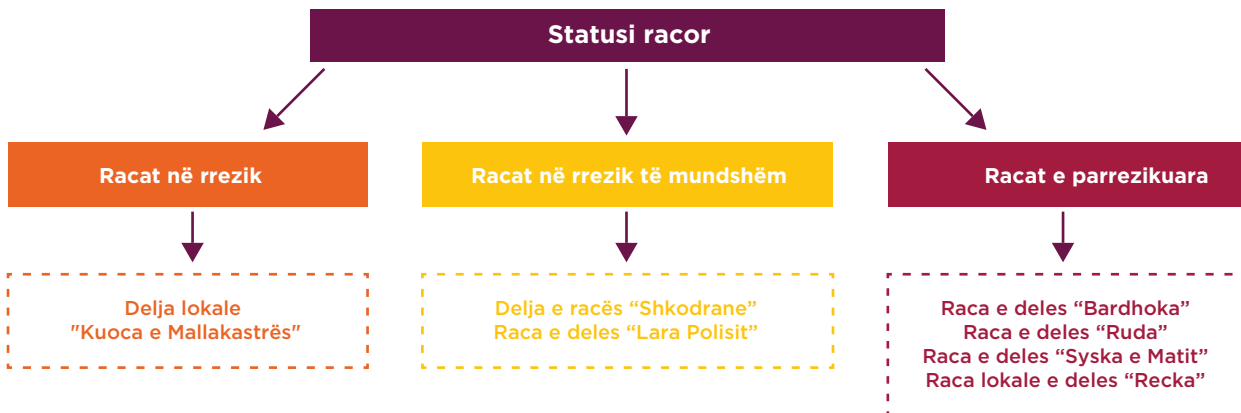 Statusi racor
Racat në rrezik
Racat në rrezik të mundshëm
Racat e parrezikuara
Delja lokale
"Kuoca e Mallakastrës"
Delja e racës “Shkodrane”
Raca e deles “Lara Polisit”
Raca e deles “Bardhoka”
Raca e deles “Ruda”
Raca e deles “Syska e Matit”
Raca lokale e deles “Recka”